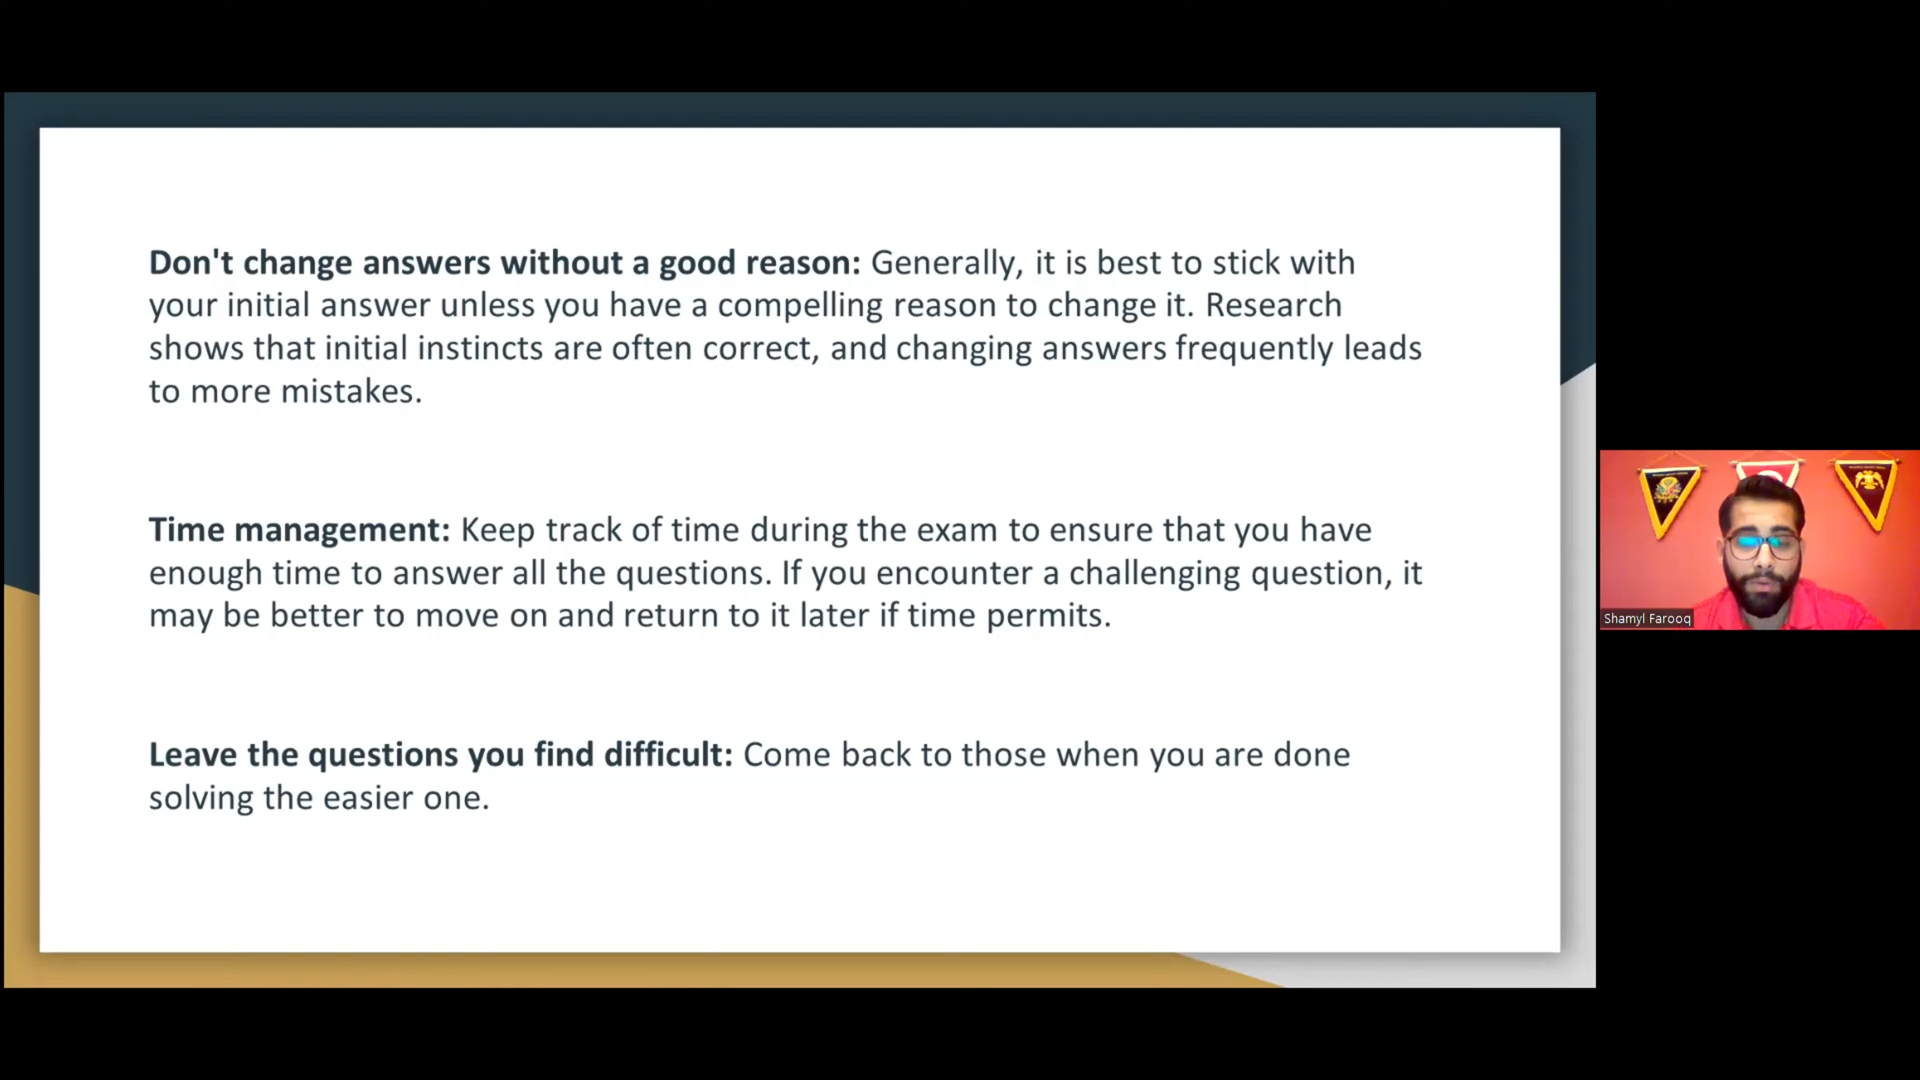 Don't change answers without a good reason: Generally, it is best to stick with
your initial answer unless you have a compelling reason to change it. Research
shows that initial instincts are often correct, and changing answers frequently leads
to more mistakes.
Time management: Keep track of time during the exam to ensure that you have
enough time to answer all the questions. If you encounter a challenging question, it
may be better to move on and return to it later if time permits.
Leave the questions you find difficult: Come back to those when you are done
solving the easier one.
Shamyl Farooq